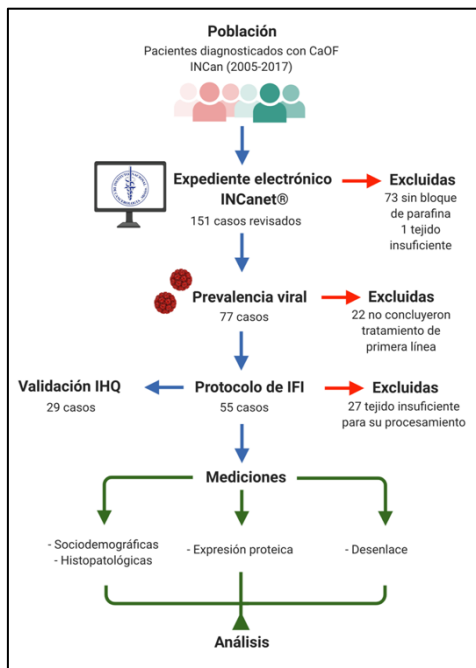 Población
Pacientes diagnosticados con CaOF
INCan (2005-2017)
Expediente electrónico
INCanet®
151 casos revisados
Excluidas
73 sin bloque
de parafina
1 tejido
insuficiente
Prevalencia viral
77 casos
Excluidas
22 no concluyeron
tratamiento de
primera línea
Validación IHQ
29 casos
Protocolo de IFI
55 casos
Excluidas
27 tejido insuficiente
para su procesamiento
Mediciones
- Sociodemográficas
- Histopatológicas
- Expresión proteica
- Desenlace
Análisis